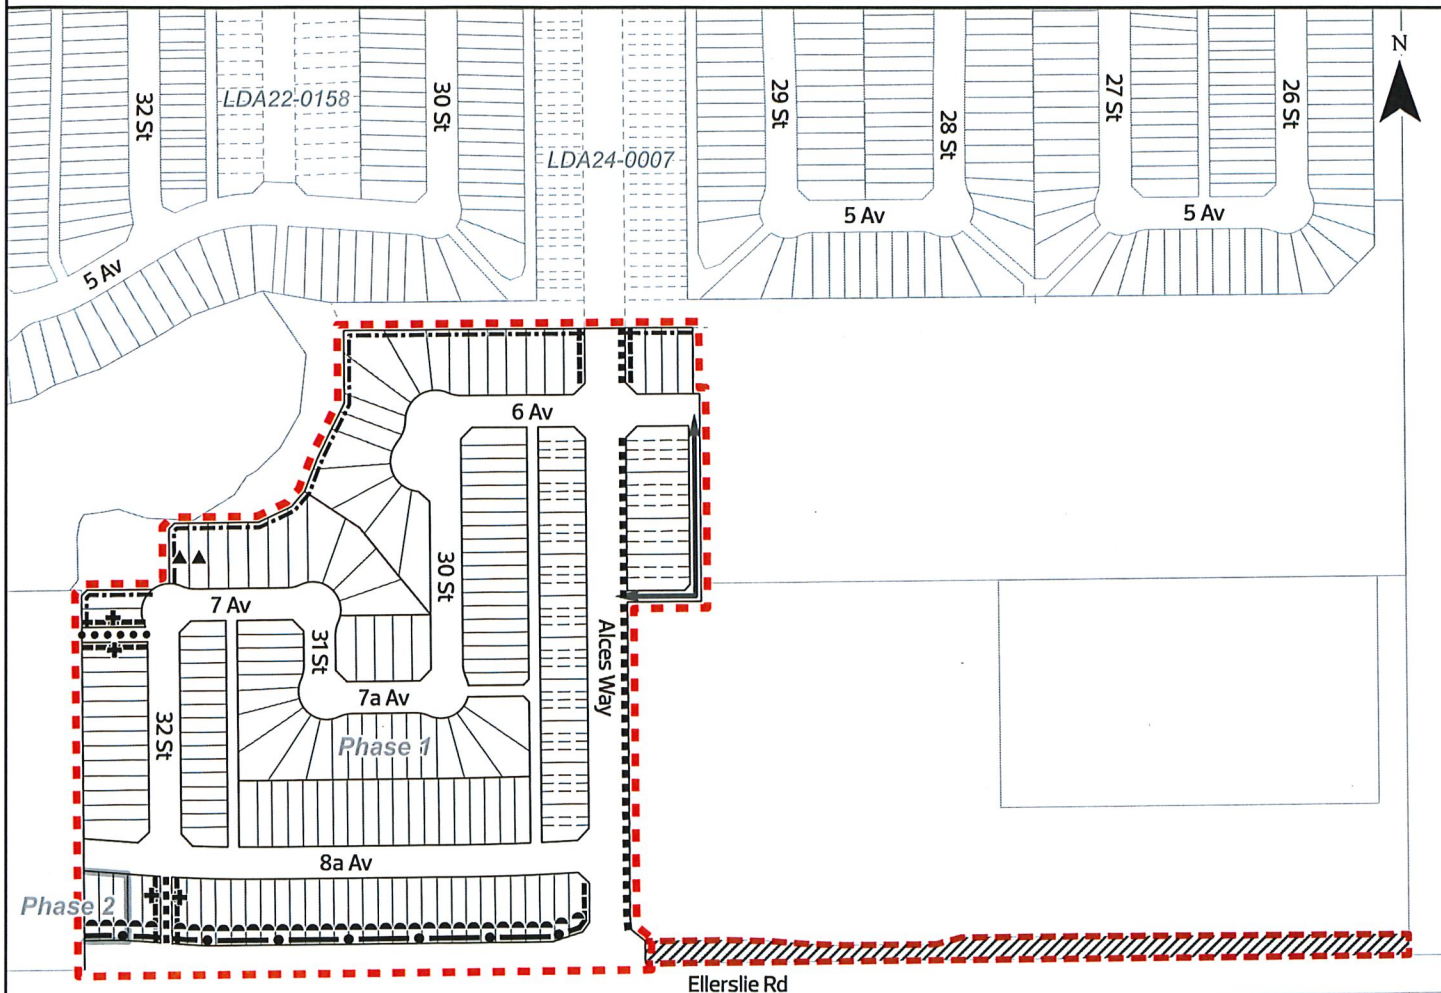 N
32 St
LDA22-0158
30 St
LDA24-0007
29 St
28 St
27 St
26 St
5 Av
5 Av
5 Av
6 Av
30 St
7 Av
31 St
Alces Way
7a Av
32 St
Phase 1
8a Av
Phase 2
Ellerslie Rd